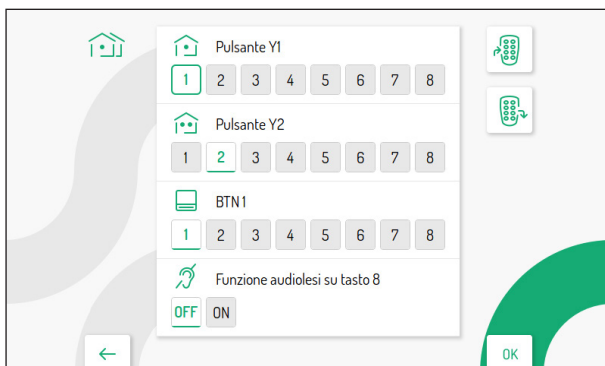 Pulsante Y1
1 2 3 4 5 6 7 8
Pulsante Y2
1 2 3 4 5 6 7 8
BTN 1
1 2 3 4 5 6 7 8
Funzione audiolesi su tasto 8
OFF ON
OK